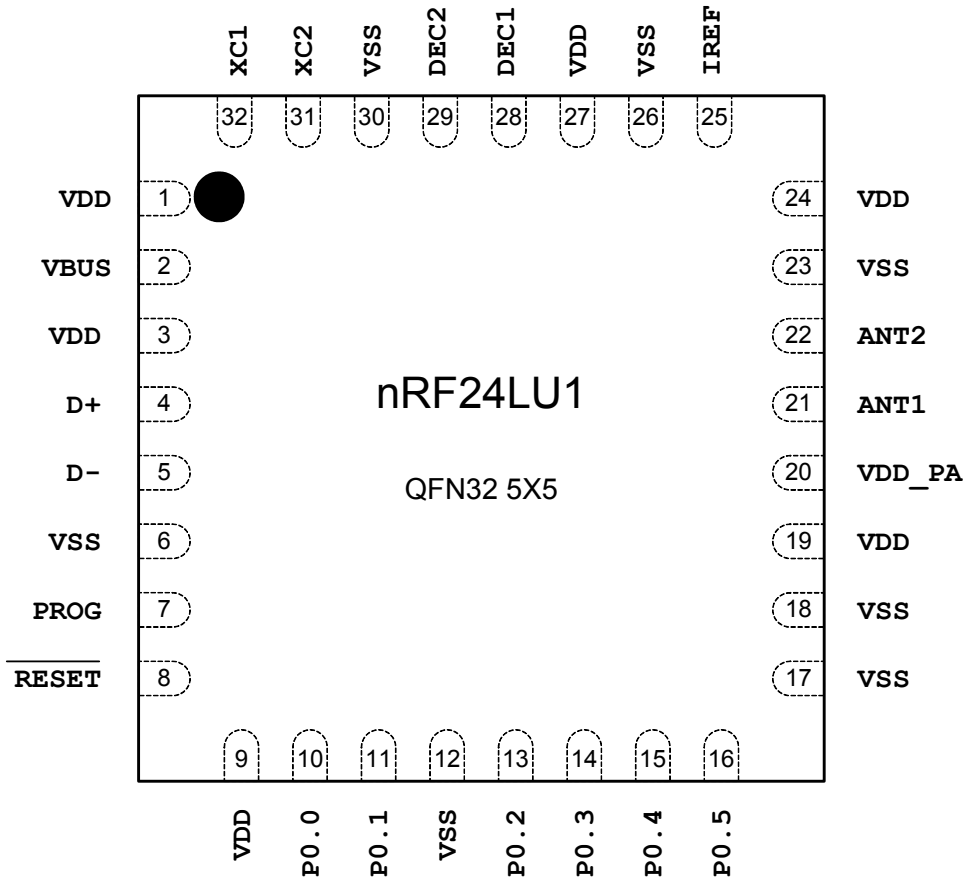 XC1 XC2 VSS DEC2 DEC1 VDD VSS IREF
32 31 30 29 28 27 26 25
VDD 1 24 VDD
VBUS 2 23 VSS
VDD 3 22 ANT2
D+ 4 21 ANT1
nRF24LU1
D- 5 20 VDD_PA
QFN32 5X5
VSS 6 19 VDD
PROG 7 18 VSS
RESET 8 17 VSS
9 10 11 12 13 14 15 16
VDD P0.0 P0.1 VSS P0.2 P0.3 P0.4 P0.5